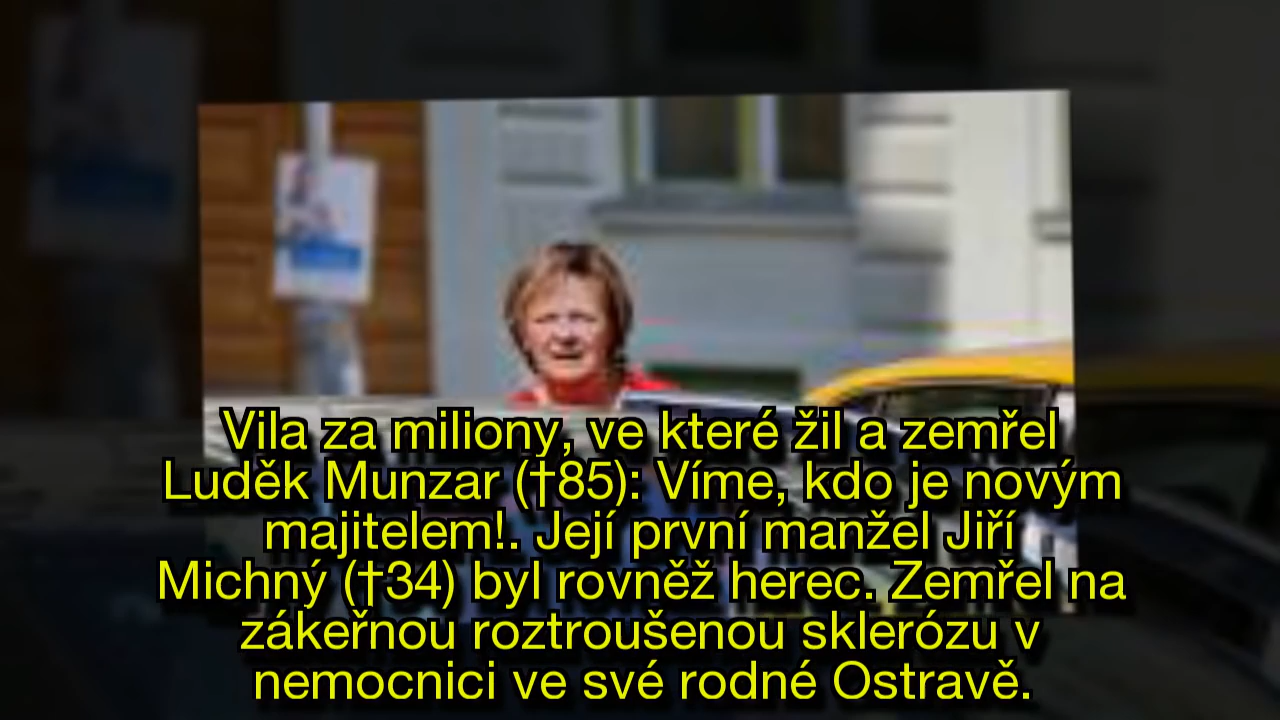 Vila za miliony, ve které žil a zemřel
Luděk Munzar (†85): Víme, kdo je novým
majitelem!. Její první manžel Jiří
Michný (†34) byl rovněž herec. Zemřel na
zákeřnou roztroušenou sklerózu v
nemocnici ve své rodné Ostravě.